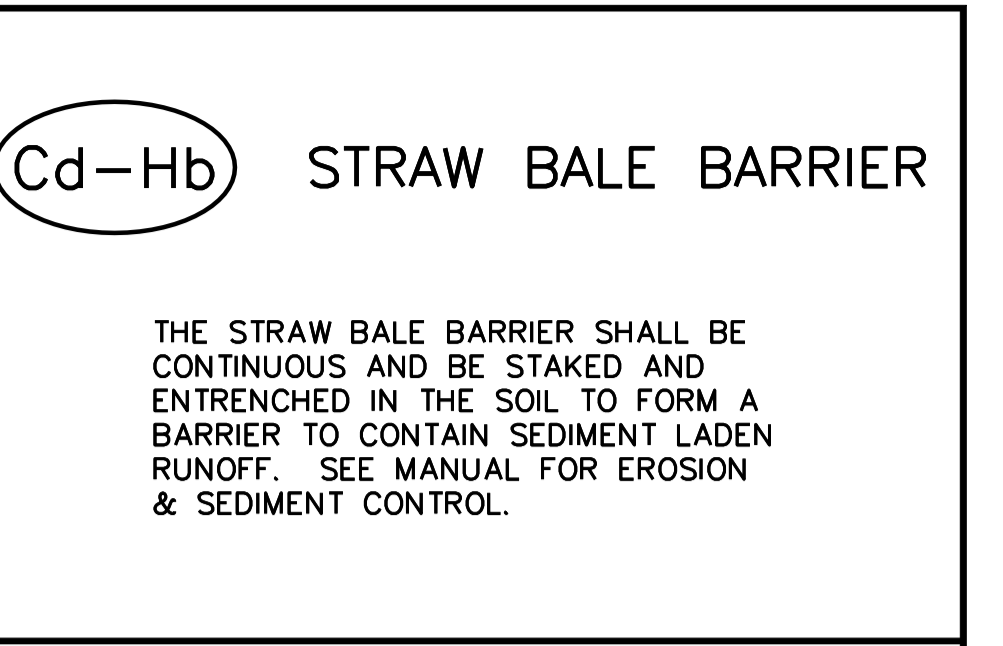 Cd-Hb STRAW BALE BARRIER
THE STRAW BALE BARRIER SHALL BE
CONTINUOUS AND BE STAKED AND
ENTRENCHED IN THE SOIL TO FORM A
BARRIER TO CONTAIN SEDIMENT LADEN
RUNOFF. SEE MANUAL FOR EROSION
& SEDIMENT CONTROL.